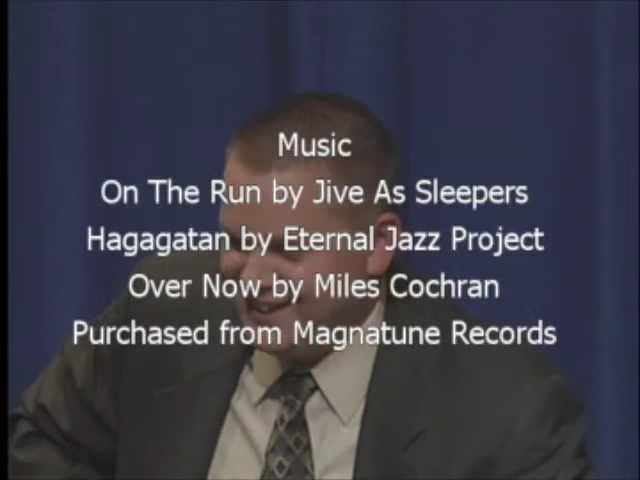 Music
On The Run by Jive As Sleepers
Hagagatan by Eternal Jazz Project
Over Now by Miles Cochran
Purchased from Magnatune Records